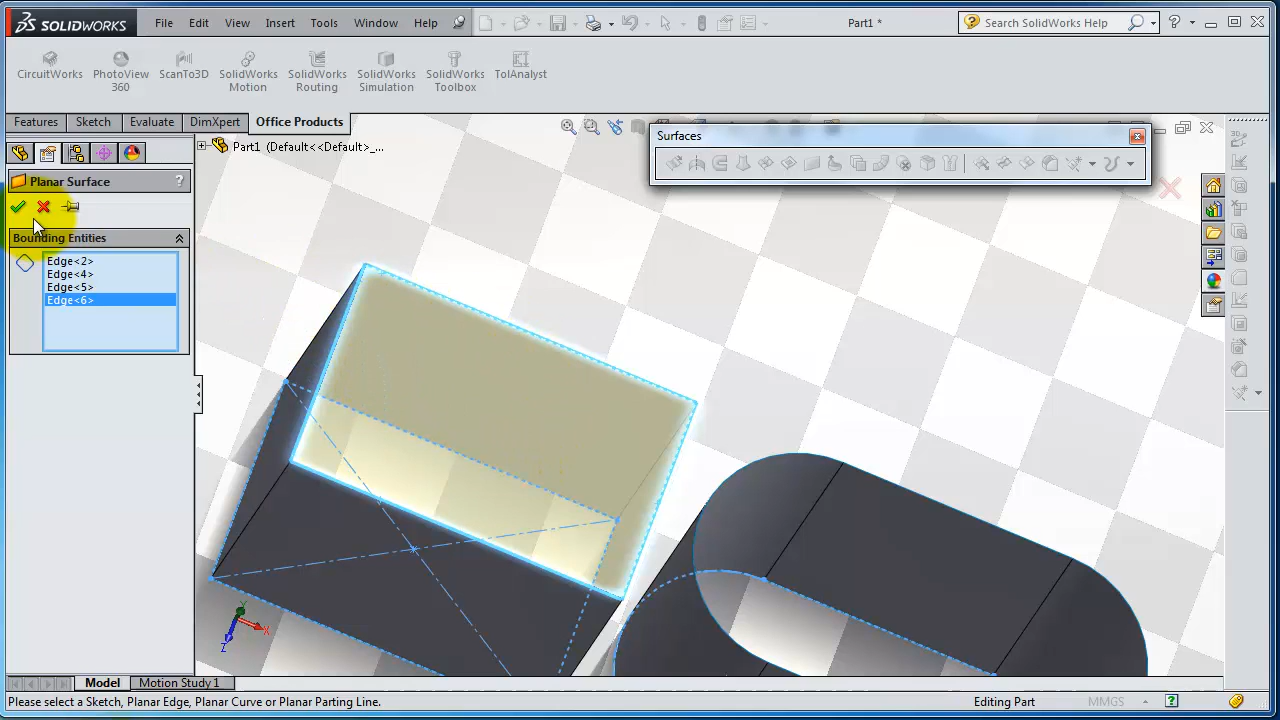 SOLIDWORKS File Edit View Insert Tools Window Help Part1 * Search SolidWorks Help ?
CircuitWorks PhotoView 360 ScanTo3D SolidWorks Motion SolidWorks Routing SolidWorks Simulation SolidWorks Toolbox TolAnalyst
Features Sketch Evaluate DimXpert Office Products
Surfaces
Part1 (Default<<Default>_...
Planar Surface ?
Bounding Entities
Edge<2>
Edge<4>
Edge<5>
Edge<6>
Y
X
Z
Model Motion Study 1
Please select a Sketch, Planar Edge, Planar Curve or Planar Parting Line. Editing Part MMGS ?